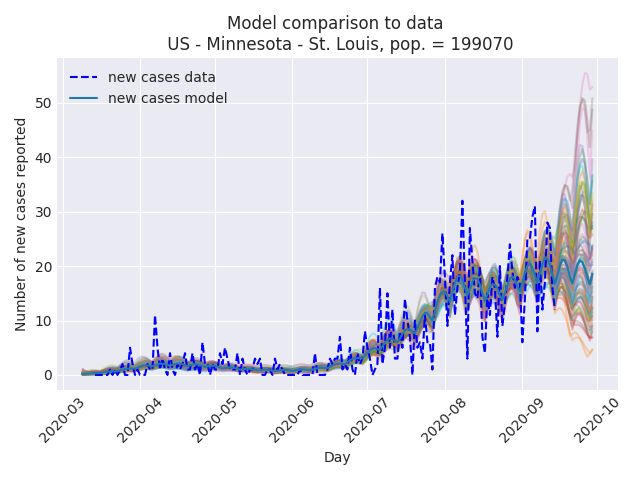 Model comparison to data
US - Minnesota - St. Louis, pop. = 199070
new cases data
new cases model
Number of new cases reported
50
40
30
20
10
0
2020-03
2020-04
2020-05
2020-06
2020-07
2020-08
2020-09
2020-10
Day